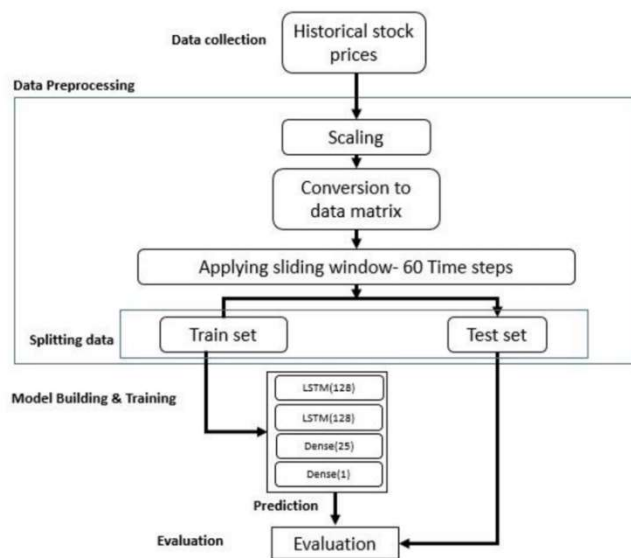 Data collection
Historical stock
prices
Data Preprocessing
Scaling
Conversion to
data matrix
Applying sliding window- 60 Time steps
Splitting data
Train set
Test set
Model Building & Training
LSTM(128)
LSTM(128)
Dense(25)
Dense(1)
Prediction
Evaluation
Evaluation